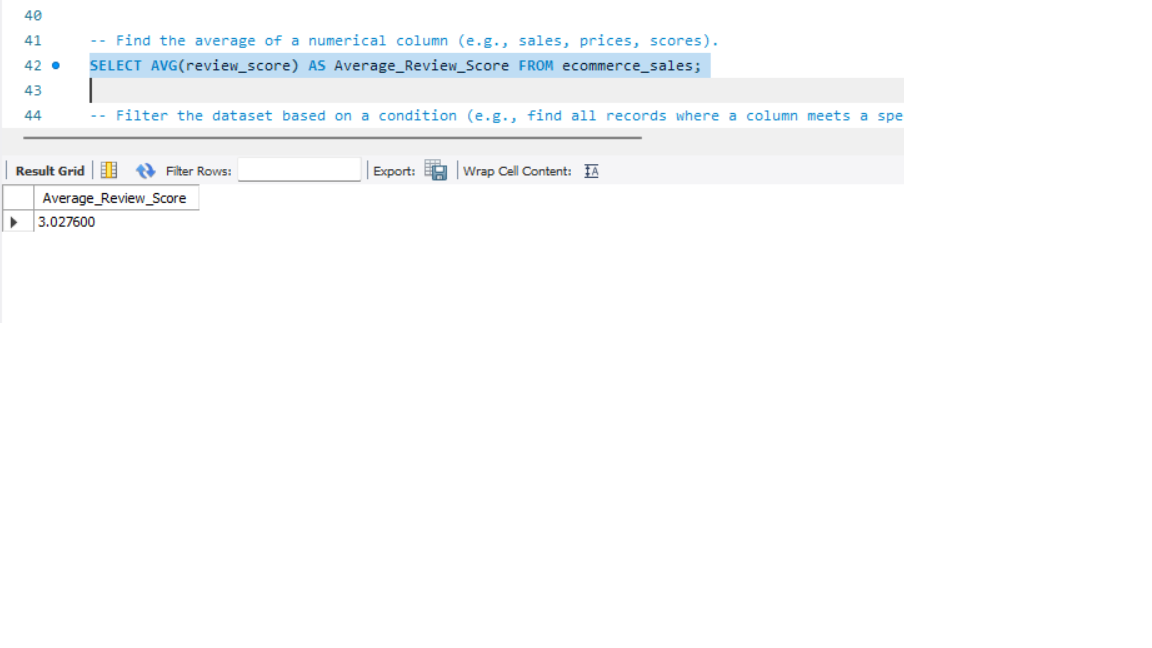 40
41 -- Find the average of a numerical column (e.g., sales, prices, scores).
42 SELECT AVG(review_score) AS Average_Review_Score FROM ecommerce_sales;
43
44 -- Filter the dataset based on a condition (e.g., find all records where a column meets a spe
Result Grid Filter Rows: Export: Wrap Cell Content: IA
Average_Review_Score
3.027600